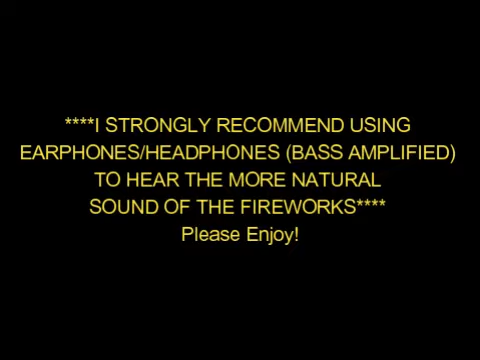 ****I STRONGLY RECOMMEND USING
EARPHONES/HEADPHONES (BASS AMPLIFIED)
TO HEAR THE MORE NATURAL
SOUND OF THE FIREWORKS****
Please Enjoy!